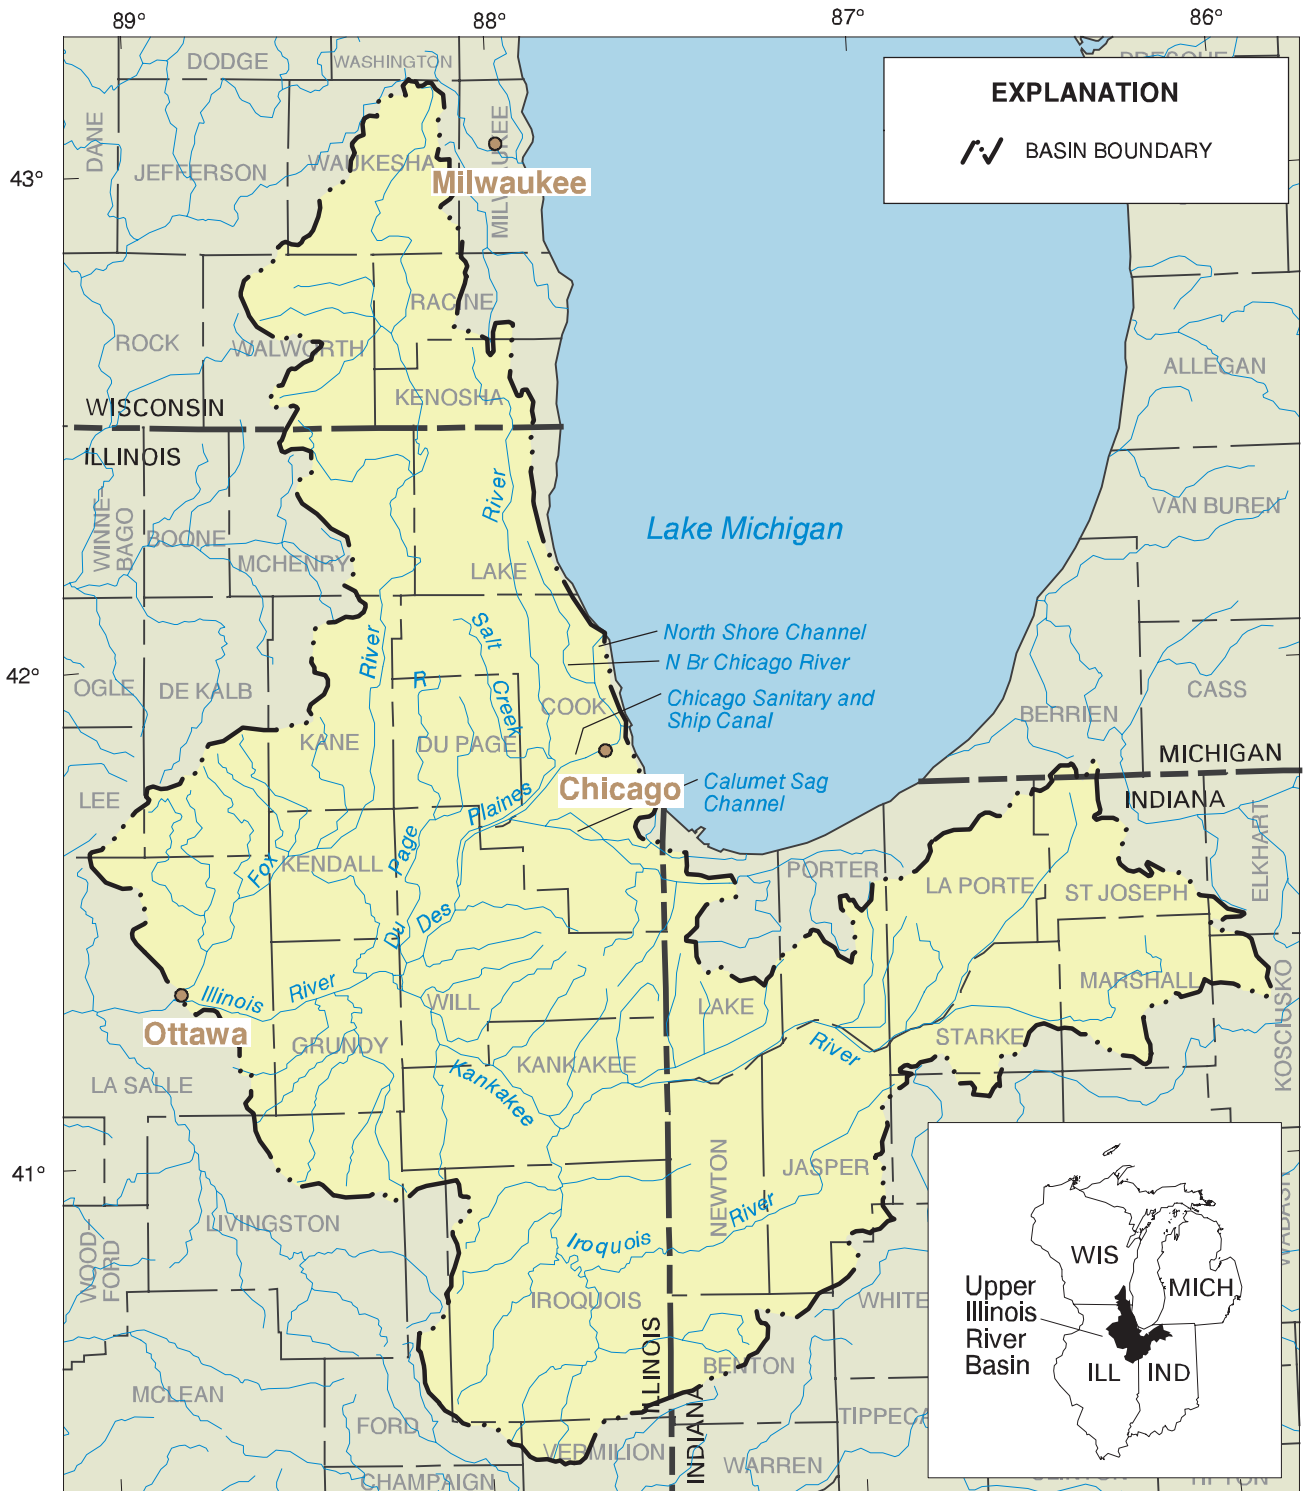 89°
88°
87°
86°
DODGE
WASHINGTON
EXPLANATION
BASIN BOUNDARY
DANE
JEFFERSON
WAUKESHA
43°
Milwaukee
RACINE
ROCK
WALWORTH
KENOSHA
ALLEGAN
WISCONSIN
ILLINOIS
River
VAN BUREN
WINNE
BAGO
BOONE
Lake Michigan
MCHENRY
LAKE
Salt
Creek
River
North Shore Channel
N Br Chicago River
42°
OGLE
DE KALB
R
CASS
Chicago Sanitary and
Ship Canal
COOK
BERRIEN
KANE
DU PAGE
MICHIGAN
INDIANA
Chicago
Calumet Sag
Channel
LEE
Plaines
ELKHART
Page
Fox
KENDALL
PORTER
LA PORTE
ST JOSEPH
Du
Des
MARSHALL
KOSCIUSKO
Illinois
River
WILL
LAKE
Ottawa
GRUNDY
River
STARKE
KANKAKEE
Kankakee
LA SALLE
41°
JASPER
NEWTON
River
LIVINGSTON
WOOD-
FORD
Iroquois
IROQUOIS
WHITE
ILLINOIS
INDIANA
BENTON
MCLEAN
FORD
TIPPECA
VERMILION
WARREN
CHAMPAIGN
WIS
MICH
Upper
Illinois
River
Basin
ILL
IND